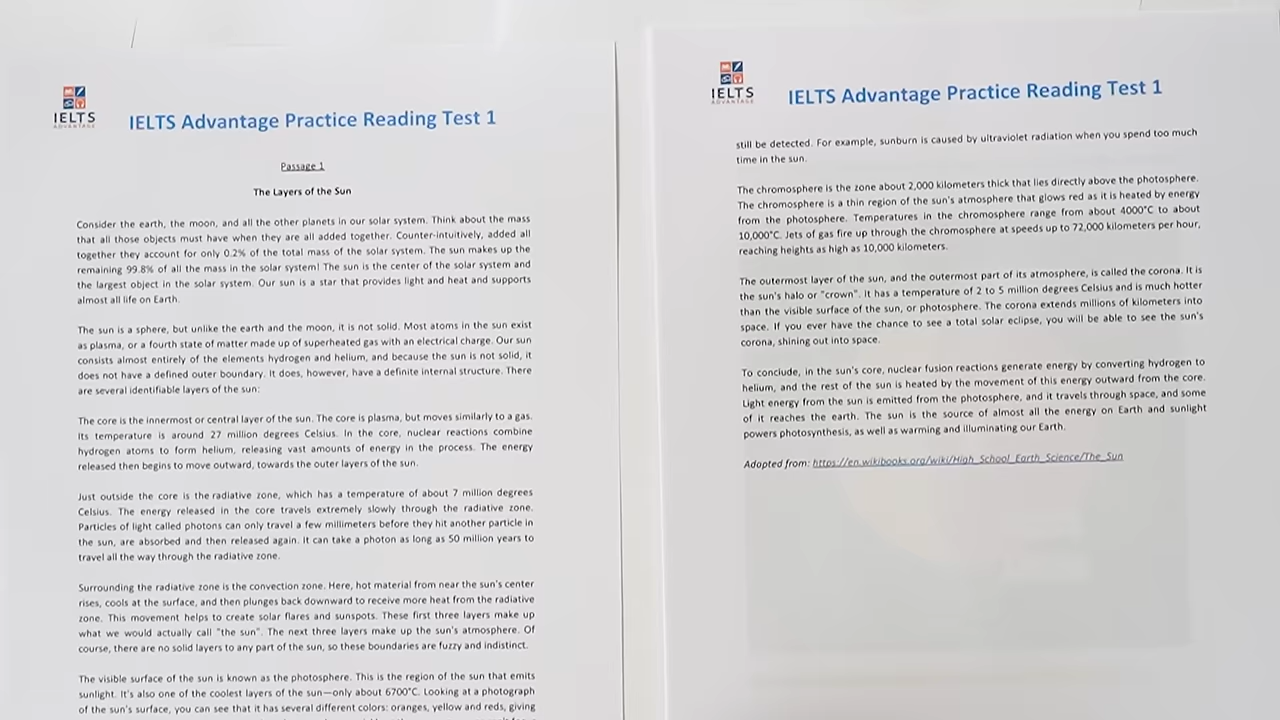 IELTS
ADVANTAGE
IELTS Advantage Practice Reading Test 1
Passage 1
The Layers of the Sun
Consider the earth, the moon, and all the other planets in our solar system. Think about the mass
that all those objects must have when they are all added together. Counter-intuitively, added all
together they account for only 0.2% of the total mass of the solar system. The sun makes up the
remaining 99.8% of all the mass in the solar system! The sun is the center of the solar system and
the largest object in the solar system. Our sun is a star that provides light and heat and supports
almost all life on Earth.
The sun is a sphere, but unlike the earth and the moon, it is not solid. Most atoms in the sun exist
as plasma, or a fourth state of matter made up of superheated gas with an electrical charge. Our sun
consists almost entirely of the elements hydrogen and helium, and because the sun is not solid, it
does not have a defined outer boundary. It does, however, have a definite internal structure. There
are several identifiable layers of the sun:
The core is the innermost or central layer of the sun. The core is plasma, but moves similarly to a gas.
Its temperature is around 27 million degrees Celsius. In the core, nuclear reactions combine
hydrogen atoms to form helium, releasing vast amounts of energy in the process. The energy
released then begins to move outward, towards the outer layers of the sun.
Just outside the core is the radiative zone, which has a temperature of about 7 million degrees
Celsius. The energy released in the core travels extremely slowly through the radiative zone.
Particles of light called photons can only travel a few millimeters before they hit another particle in
the sun, are absorbed and then released again. It can take a photon as long as 50 million years to
travel all the way through the radiative zone.
Surrounding the radiative zone is the convection zone. Here, hot material from near the sun's center
rises, cools at the surface, and then plunges back downward to receive more heat from the radiative
zone. This movement helps to create solar flares and sunspots. These first three layers make up
what we would actually call "the sun". The next three layers make up the sun's atmosphere. Of
course, there are no solid layers to any part of the sun, so these boundaries are fuzzy and indistinct.
The visible surface of the sun is known as the photosphere. This is the region of the sun that emits
sunlight. It's also one of the coolest layers of the sun—only about 6700°C. Looking at a photograph
of the sun's surface, you can see that it has several different colors: oranges, yellow and reds, giving
IELTS
ADVANTAGE
IELTS Advantage Practice Reading Test 1
still be detected. For example, sunburn is caused by ultraviolet radiation when you spend too much
time in the sun.
The chromosphere is the zone about 2,000 kilometers thick that lies directly above the photosphere.
The chromosphere is a thin region of the sun's atmosphere that glows red as it is heated by energy
from the photosphere. Temperatures in the chromosphere range from about 4000°C to about
10,000°C. Jets of gas fire up through the chromosphere at speeds up to 72,000 kilometers per hour,
reaching heights as high as 10,000 kilometers.
The outermost layer of the sun, and the outermost part of its atmosphere, is called the corona. It is
the sun's halo or "crown". It has a temperature of 2 to 5 million degrees Celsius and is much hotter
than the visible surface of the sun, or photosphere. The corona extends millions of kilometers into
space. If you ever have the chance to see a total solar eclipse, you will be able to see the sun's
corona, shining out into space.
To conclude, in the sun's core, nuclear fusion reactions generate energy by converting hydrogen to
helium, and the rest of the sun is heated by the movement of this energy outward from the core.
Light energy from the sun is emitted from the photosphere, and it travels through space, and some
of it reaches the earth. The sun is the source of almost all the energy on Earth and sunlight
powers photosynthesis, as well as warming and illuminating our Earth.
Adopted from: https://en.wikibooks.org/wiki/High_School_Earth_Science/The_Sun